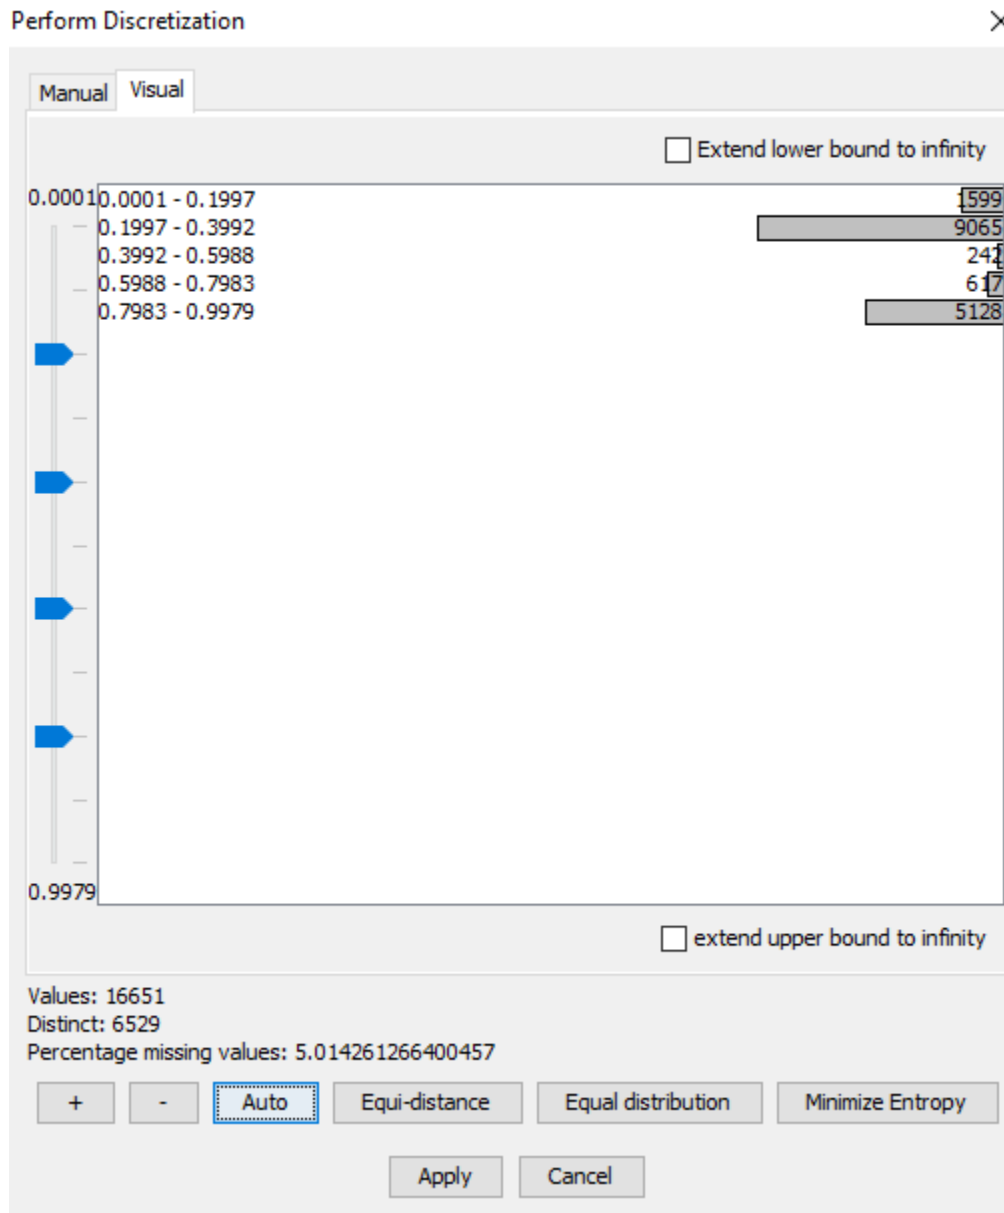 Perform Discretization
Manual Visual
Extend lower bound to infinity
0.0001 0.0001 - 0.1997 1599
0.1997 - 0.3992 9065
0.3992 - 0.5988 242
0.5988 - 0.7983 617
0.7983 - 0.9979 5128
0.9979
extend upper bound to infinity
Values: 16651
Distinct: 6529
Percentage missing values: 5.014261266400457
+ - Auto Equi-distance Equal distribution Minimize Entropy
Apply Cancel